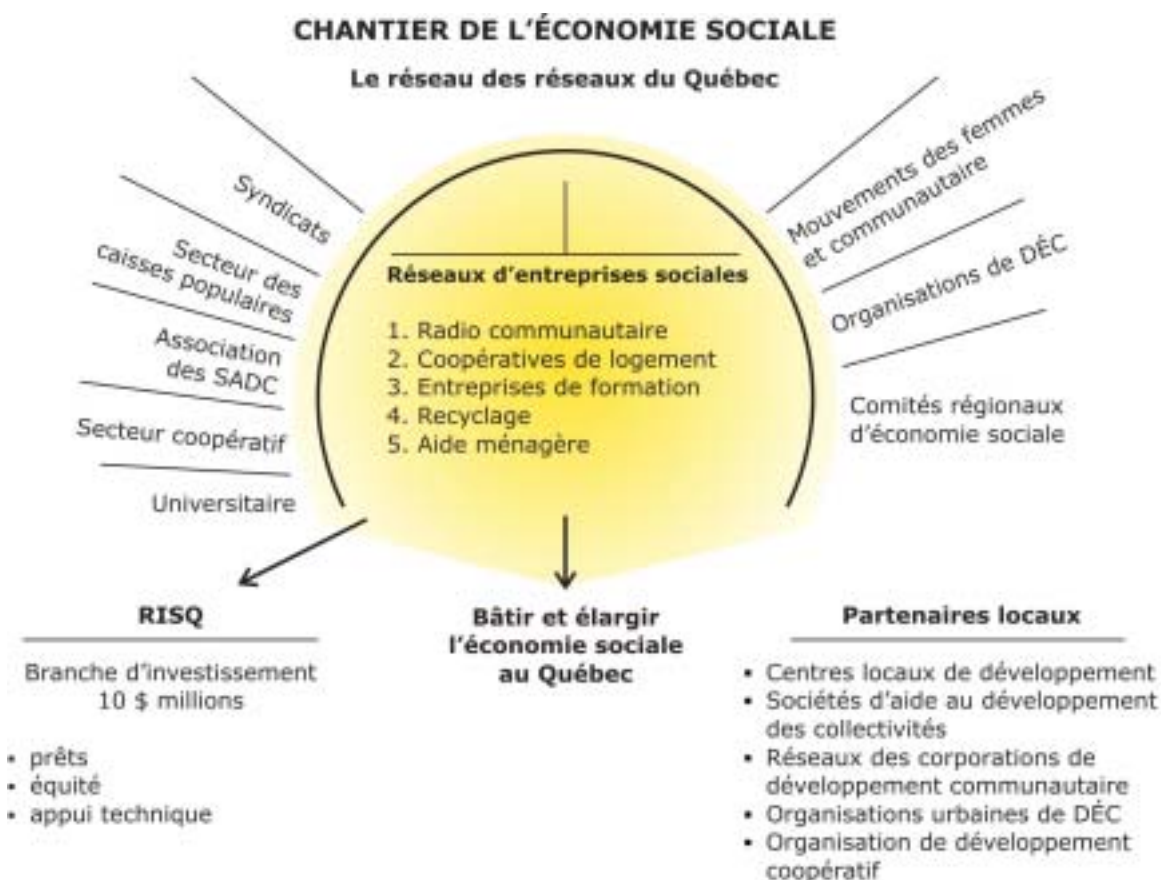 CHANTIER DE L'ÉCONOMIE SOCIALE
Le réseau des réseaux du Québec
Syndicats
Secteur des
caisses populaires
Association
des SADC
Secteur coopératif
Universitaire
Réseaux d'entreprises sociales
1. Radio communautaire
2. Coopératives de logement
3. Entreprises de formation
4. Recyclage
5. Aide ménagère
Mouvements des femmes
et communautaire
Organisations de DÉC
Comités régionaux
d'économie sociale
RISQ
Branche d'investissement
10 $ millions
▪ prêts
▪ équité
▪ appui technique
Bâtir et élargir
l'économie sociale
au Québec
Partenaires locaux
▪ Centres locaux de développement
▪ Sociétés d'aide au développement
des collectivités
▪ Réseaux des corporations de
développement communautaire
▪ Organisations urbaines de DÉC
▪ Organisation de développement
coopératif